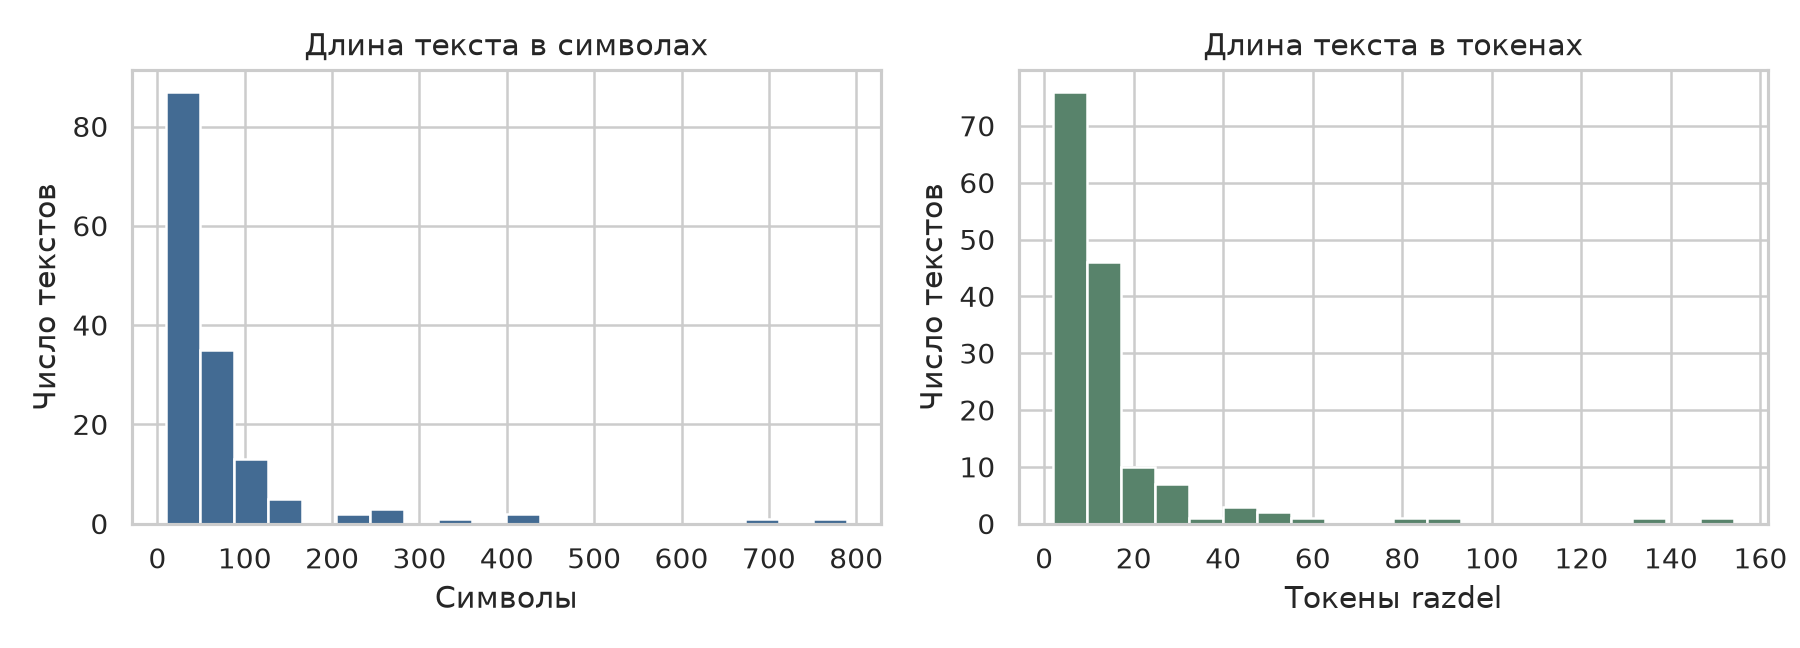 Длина текста в символах
Число текстов
80
60
40
20
0
0 100 200 300 400 500 600 700 800
Символы
Длина текста в токенах
Число текстов
70
60
50
40
30
20
10
0
0 20 40 60 80 100 120 140 160
Токены razdel